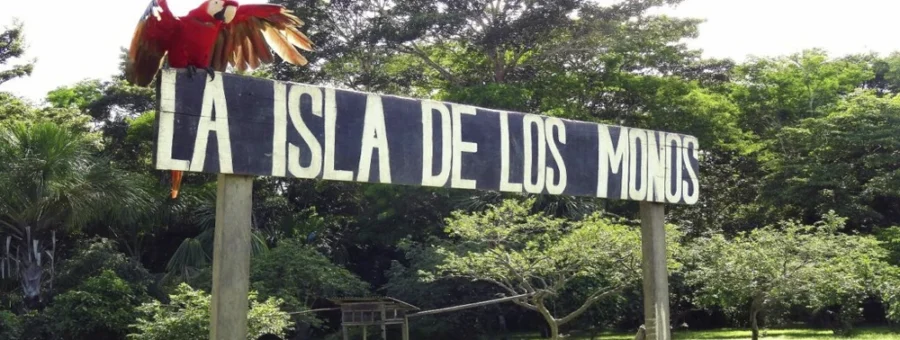 LA ISLA DE LOS MONOS